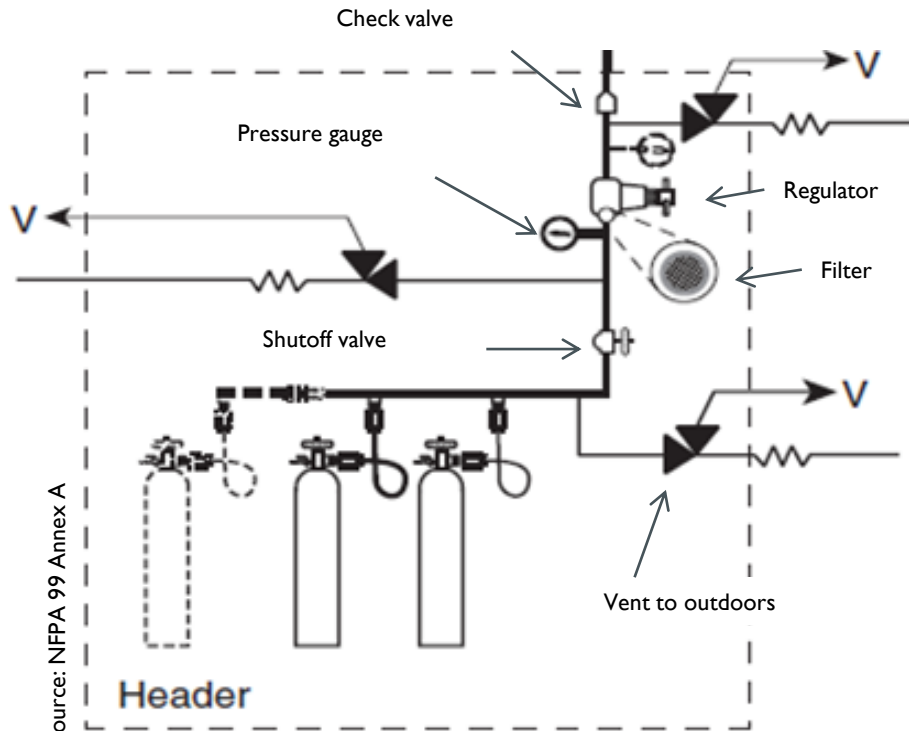 Check valve
V
Pressure gauge
Regulator
V
Filter
Shutoff valve
V
ource: NFPA 99 Annex A
Vent to outdoors
Header